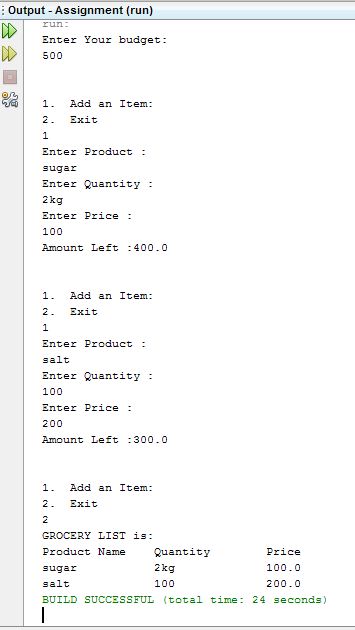 Output - Assignment (run)
run:
Enter Your budget:
500
1.  Add an Item:
2.  Exit
1
Enter Product :
sugar
Enter Quantity :
2kg
Enter Price :
100
Amount Left :400.0
1.  Add an Item:
2.  Exit
1
Enter Product :
salt
Enter Quantity :
100
Enter Price :
200
Amount Left :300.0
1.  Add an Item:
2.  Exit
2
GROCERY LIST is:
Product Name    Quantity        Price
sugar           2kg             100.0
salt            100             200.0
BUILD SUCCESSFUL (total time: 24 seconds)